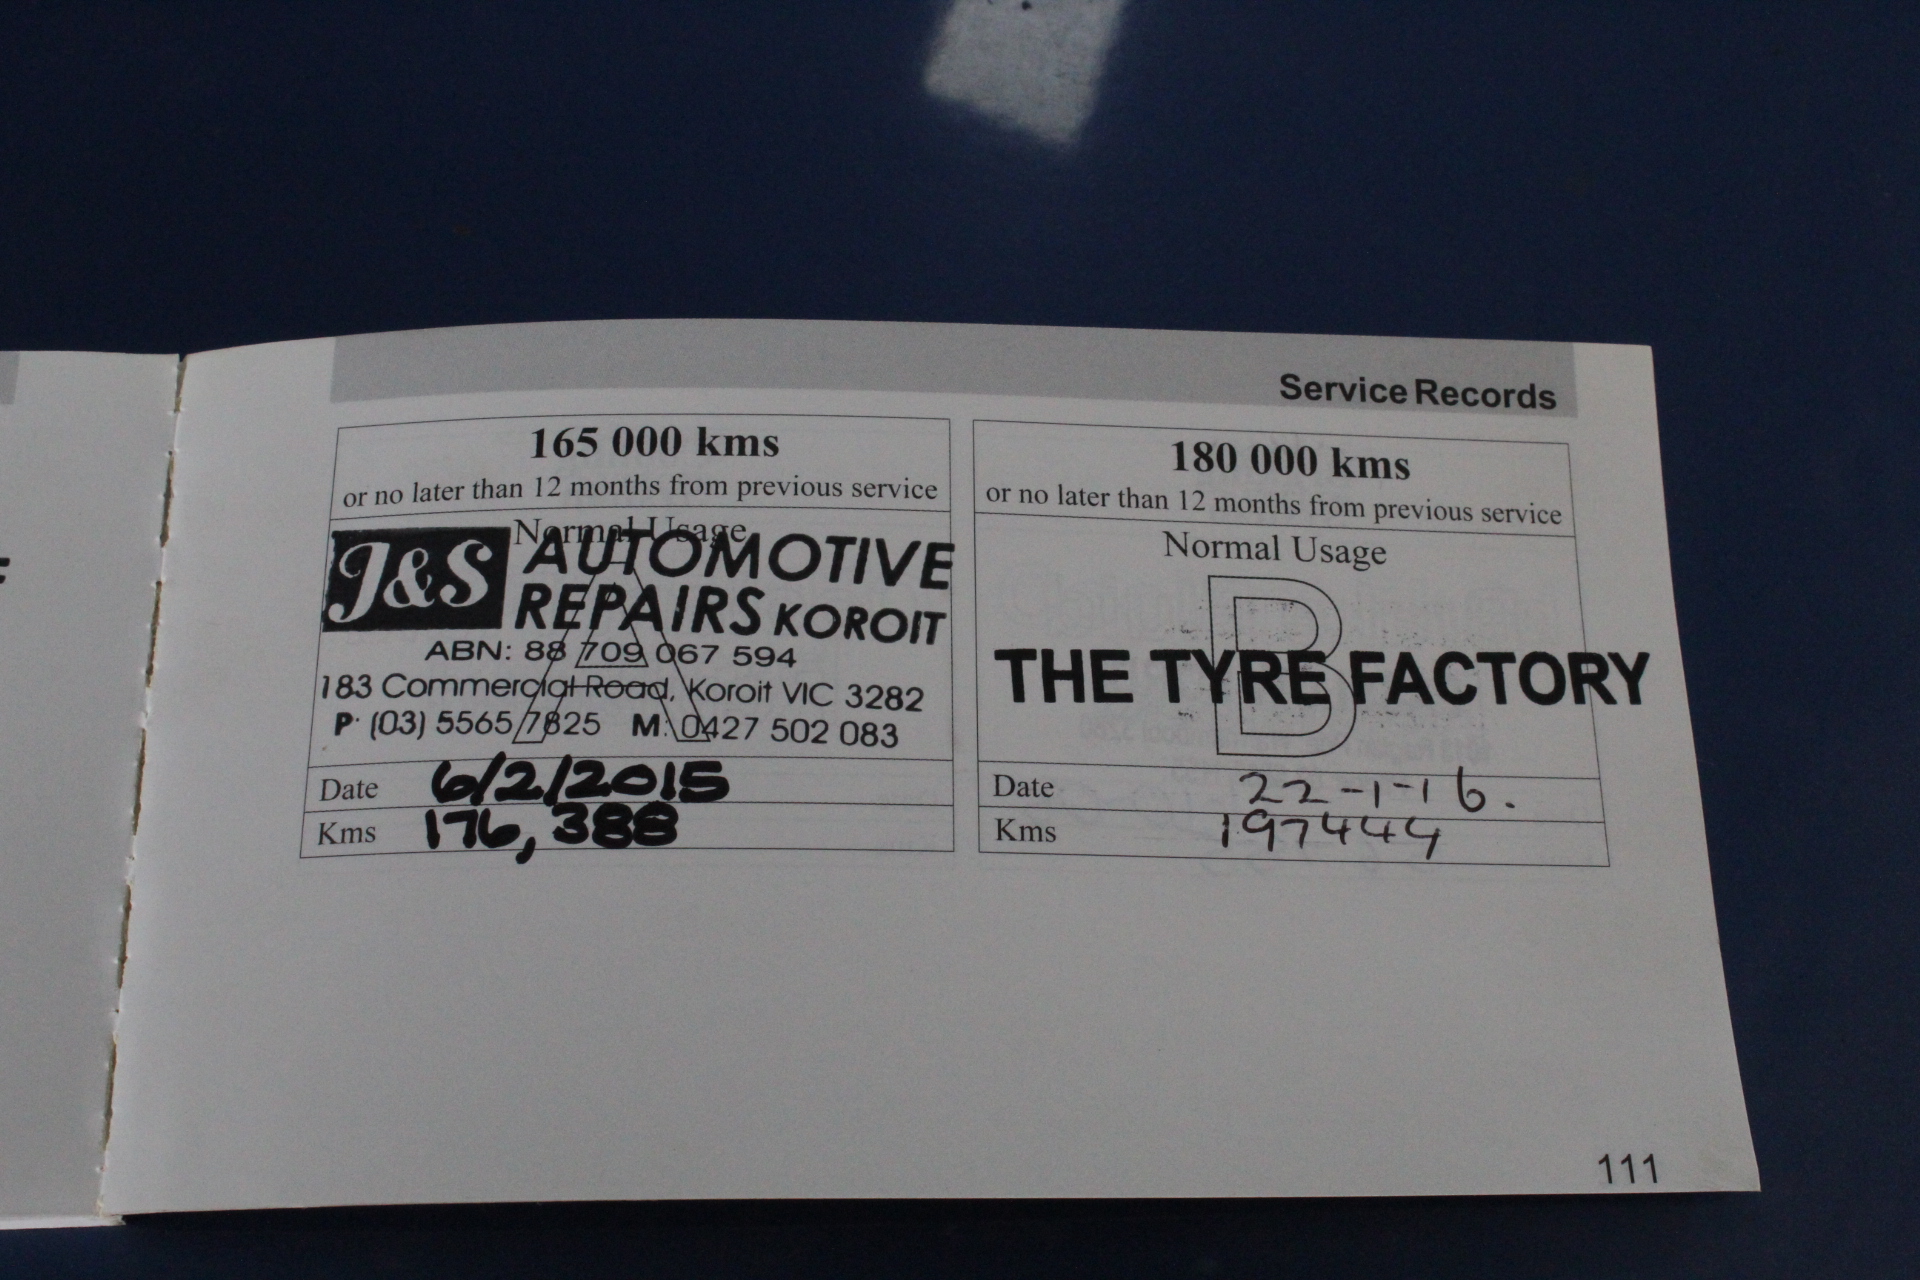 Service Records
165 000 kms
or no later than 12 months from previous service
Normal Usage
A
J&S AUTOMOTIVE
REPAIRS KOROIT
ABN: 88 709 067 594
183 Commercial Road, Koroit VIC 3282
P (03) 5565 7825 M: 0427 502 083
Date 6/2/2015
Kms 176,388
180 000 kms
or no later than 12 months from previous service
Normal Usage
B
THE TYRE FACTORY
Date 22-1-16.
Kms 197444
111